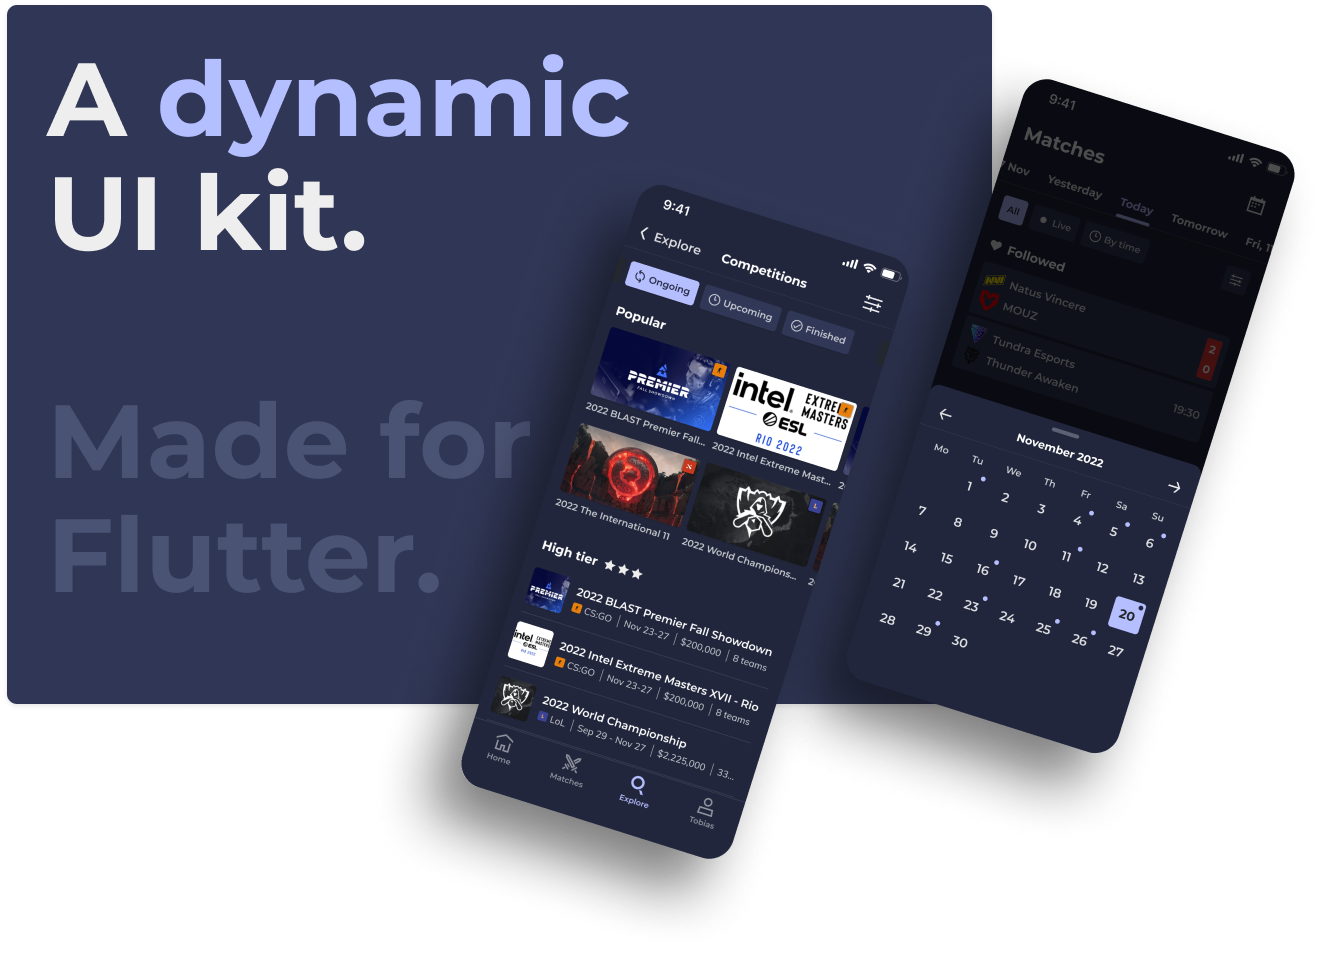 A dynamic
UI kit.
Made for
Flutter.
9:41
Explore
Competitions
Ongoing
Upcoming
Finished
Popular
PREMIER
FALL SHOWDOWN
intel.
EXTREME
MASTERS
ESL
RIO 2022
2022 BLAST Premier Fall...
2022 Intel Extreme Mast...
2022 The International 11
2022 World Champions...
High tier
PREMIER
2022 BLAST Premier Fall Showdown
CS:GO | Nov 23-27 | $200,000 | 8 teams
intel
ESL
2022 Intel Extreme Masters XVII - Rio
CS:GO | Nov 23-27 | $200,000 | 8 teams
2022 World Championship
L LoL | Sep 29 - Nov 27 | $2,225,000 | 33...
Home
Matches
Explore
Tobias
9:41
Matches
Nov
Yesterday
Today
Tomorrow
Fri, 1
All
Live
By time
Followed
Natus Vincere
2
MOUZ
0
Tundra Esports
Thunder Awaken
19:30
November 2022
Mo Tu We Th Fr Sa Su
1 2 3 4 5 6
7 8 9 10 11 12 13
14 15 16 17 18 19 20
21 22 23 24 25 26 27
28 29 30